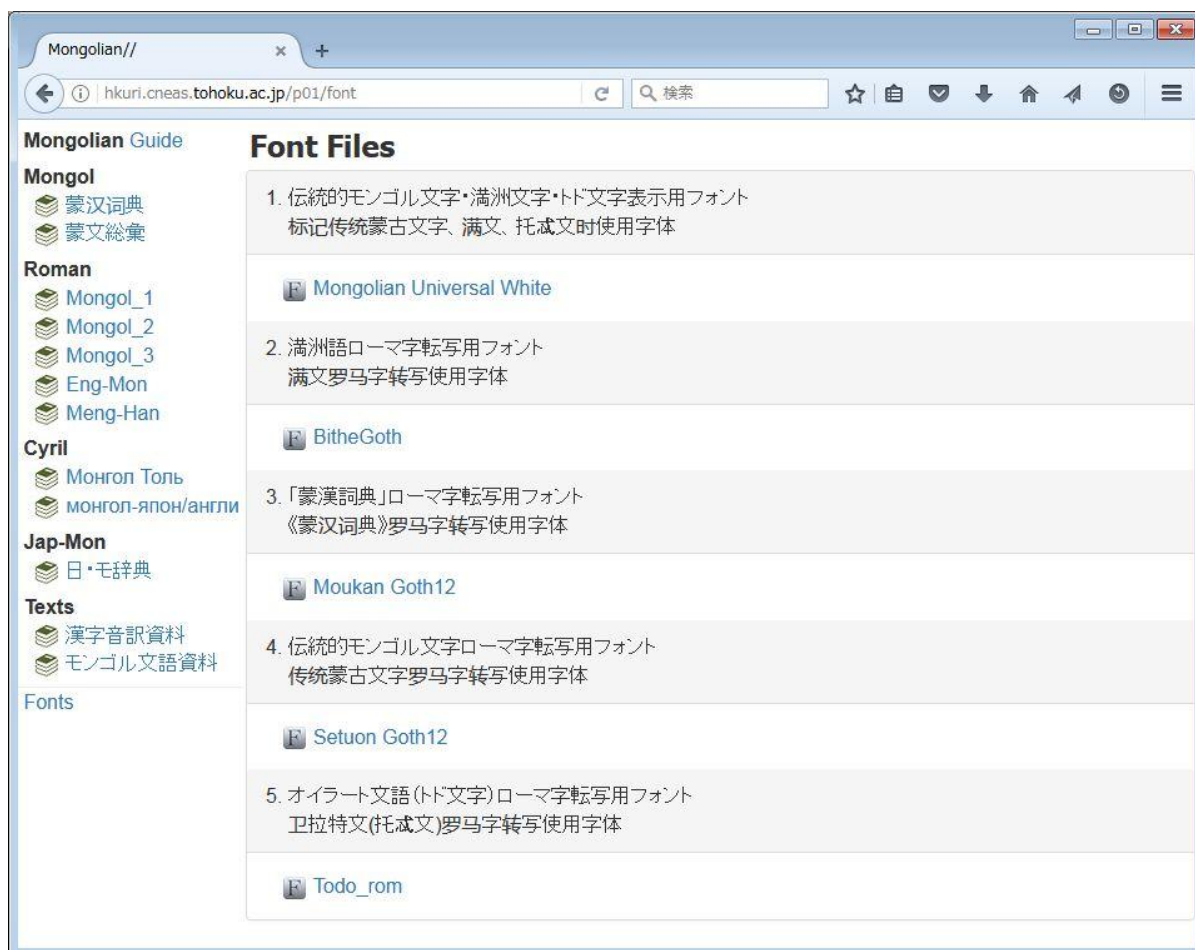 Mongolian//
hkuri.cneas.tohoku.ac.jp/p01/font
検索
Mongolian Guide
Mongol
蒙汉词典
蒙文総彙
Roman
Mongol_1
Mongol_2
Mongol_3
Eng-Mon
Meng-Han
Cyril
Монгол Толь
монгол-япон/англи
Jap-Mon
日・モ辞典
Texts
漢字音訳資料
モンゴル文語資料
Fonts
Font Files
1. 伝統的モンゴル文字・満洲文字・トド文字表示用フォント
标记传统蒙古文字、满文、托忒文时使用字体
Mongolian Universal White
2. 満洲語ローマ字転写用フォント
满文罗马字转写使用字体
BitheGoth
3. 「蒙漢詞典」ローマ字転写用フォント
《蒙汉词典》罗马字转写使用字体
Moukan Goth12
4. 伝統的モンゴル文字ローマ字転写用フォント
传统蒙古文字罗马字转写使用字体
Setuon Goth12
5. オイラート文語(トド文字)ローマ字転写用フォント
卫拉特文(托忒文)罗马字转写使用字体
Todo_rom